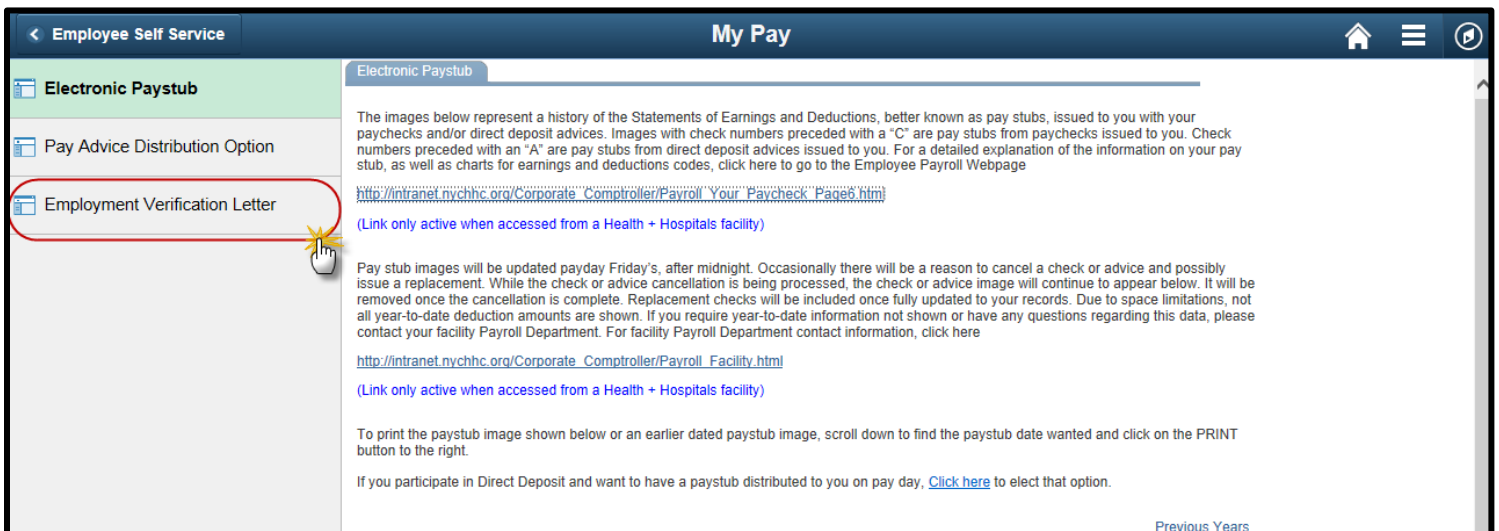 Employee Self Service
My Pay
Electronic Paystub
Pay Advice Distribution Option
Employment Verification Letter
Electronic Paystub
The images below represent a history of the Statements of Earnings and Deductions, better known as pay stubs, issued to you with your
paychecks and/or direct deposit advices. Images with check numbers preceded with a “C” are pay stubs from paychecks issued to you. Check
numbers preceded with an “A” are pay stubs from direct deposit advices issued to you. For a detailed explanation of the information on your pay
stub, as well as charts for earnings and deductions codes, click here to go to the Employee Payroll Webpage
http://intranet.nychhc.org/Corporate_Comptroller/Payroll_Your_Paycheck_Page6.html
(Link only active when accessed from a Health + Hospitals facility)
Pay stub images will be updated payday Friday's, after midnight. Occasionally there will be a reason to cancel a check or advice and possibly
issue a replacement. While the check or advice cancellation is being processed, the check or advice image will continue to appear below. It will be
removed once the cancellation is complete. Replacement checks will be included once fully updated to your records. Due to space limitations, not
all year-to-date deduction amounts are shown. If you require year-to-date information not shown or have any questions regarding this data, please
contact your facility Payroll Department. For facility Payroll Department contact information, click here
http://intranet.nychhc.org/Corporate_Comptroller/Payroll_Facility.html
(Link only active when accessed from a Health + Hospitals facility)
To print the paystub image shown below or an earlier dated paystub image, scroll down to find the paystub date wanted and click on the PRINT
button to the right.
If you participate in Direct Deposit and want to have a paystub distributed to you on pay day, Click here to elect that option.
Previous Years